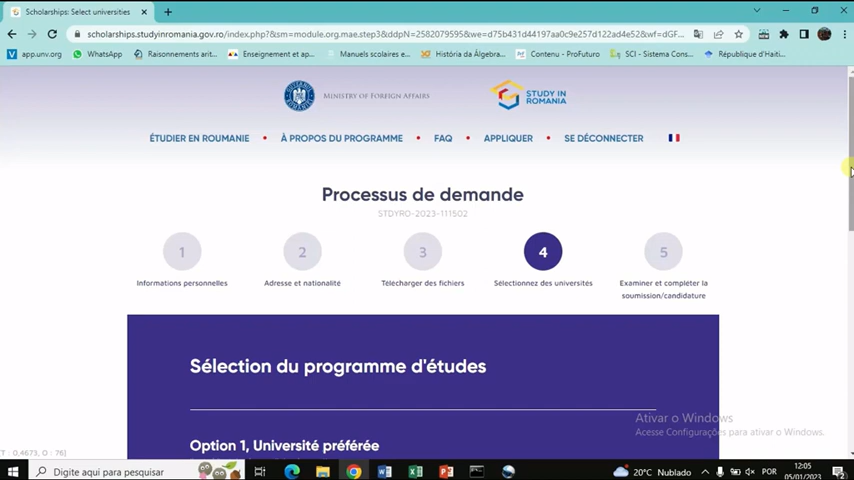 Scholarships: Select universities
scholarships.studyinromania.gov.ro/index.php?&sm=module.org.mae.step3&ddpN=2582079595&we=d75b431d44197aa0c9e257d122ad4e2&wf=dGF...
app.unv.org WhatsApp Raisonnements arit... Enseignement et ap... Manuels scolaires e... História da Álgebra... Contenu - ProFuturo SCI - Sistema Cons... République d'Haïti...
MINISTRY OF FOREIGN AFFAIRS
STUDY IN
ROMANIA
ÉTUDIER EN ROUMANIE • À PROPOS DU PROGRAMME • FAQ • APPLIQUER • SE DÉCONNECTER
Processus de demande
STDYRO-2023-111502
1 2 3 4 5
Informations personnelles Adresse et nationalité Télécharger des fichiers Sélectionnez des universités Examiner et compléter la
soumission/candidature
Sélection du programme d'études
Option 1, Université préférée
Ativar o Windows
Acesse Configurações para ativar o Windows.
T : 0,4673, O : 76]
Digite aqui para pesquisar
20°C Nublado
POR
12:05
05/01/2023